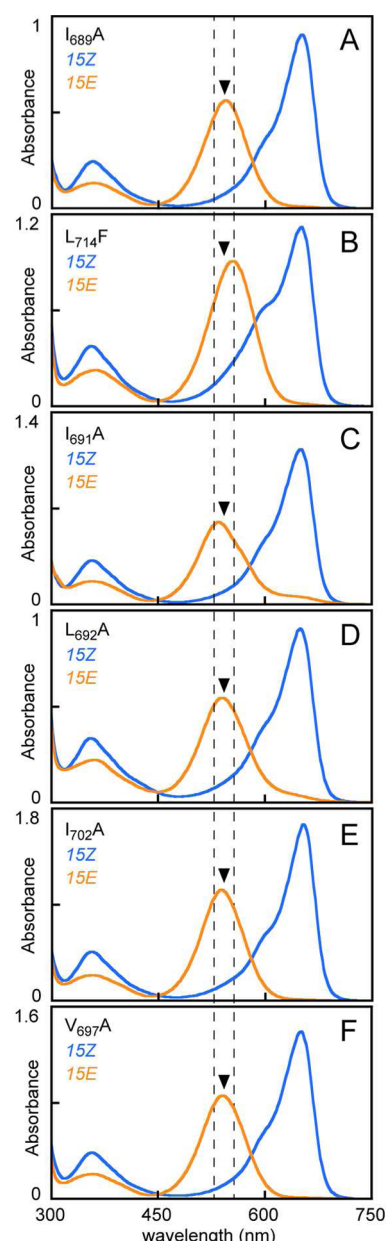 1
I689A
A
15Z
15E
Absorbance
0
1.2
L714F
B
15Z
15E
Absorbance
0
1.4
I691A
C
15Z
15E
Absorbance
0
1
L692A
D
15Z
15E
Absorbance
0
1.8
I702A
E
15Z
15E
Absorbance
0
1.6
V697A
F
15Z
15E
Absorbance
0
300 450 600 750
wavelength (nm)